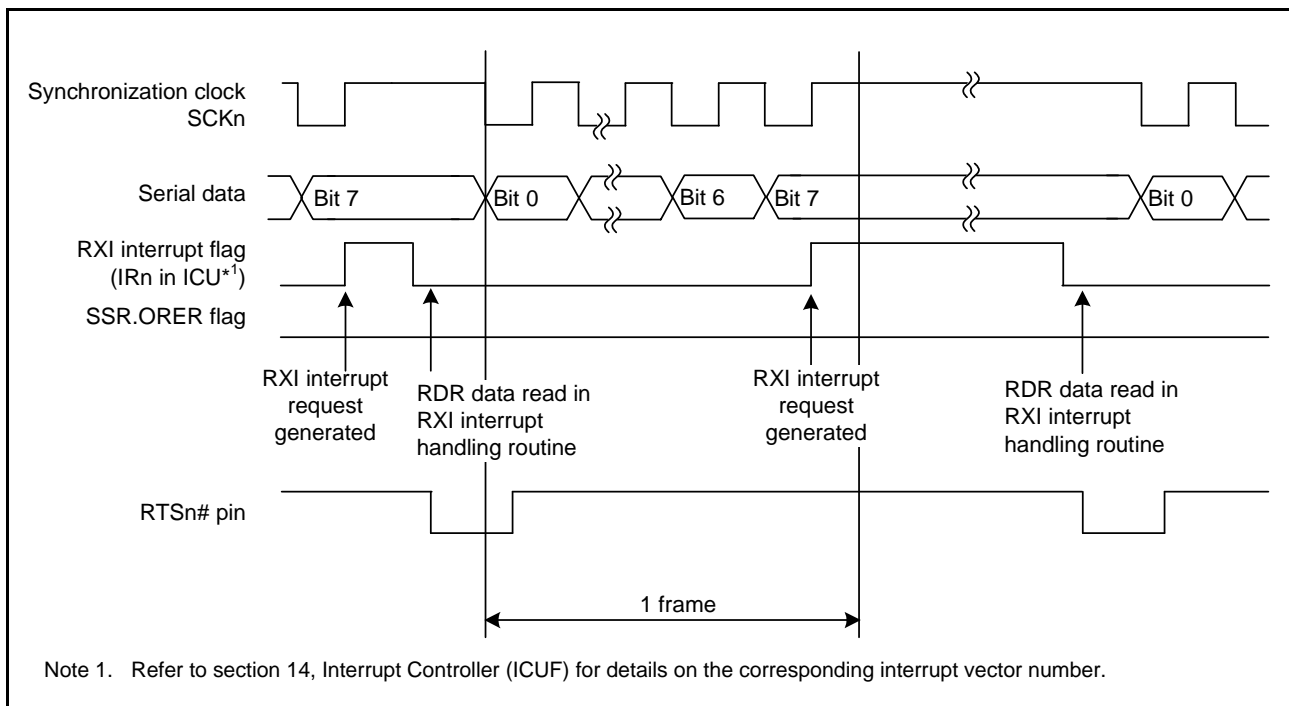 Synchronization clock
SCKn
Serial data
Bit 7
Bit 0
Bit 6
Bit 7
Bit 0
RXI interrupt flag
(IRn in ICU*1)
SSR.ORER flag
RXI interrupt
request
generated
RDR data read in
RXI interrupt
handling routine
RXI interrupt
request
generated
RDR data read in
RXI interrupt
handling routine
RTSn# pin
1 frame
Note 1. Refer to section 14, Interrupt Controller (ICUF) for details on the corresponding interrupt vector number.